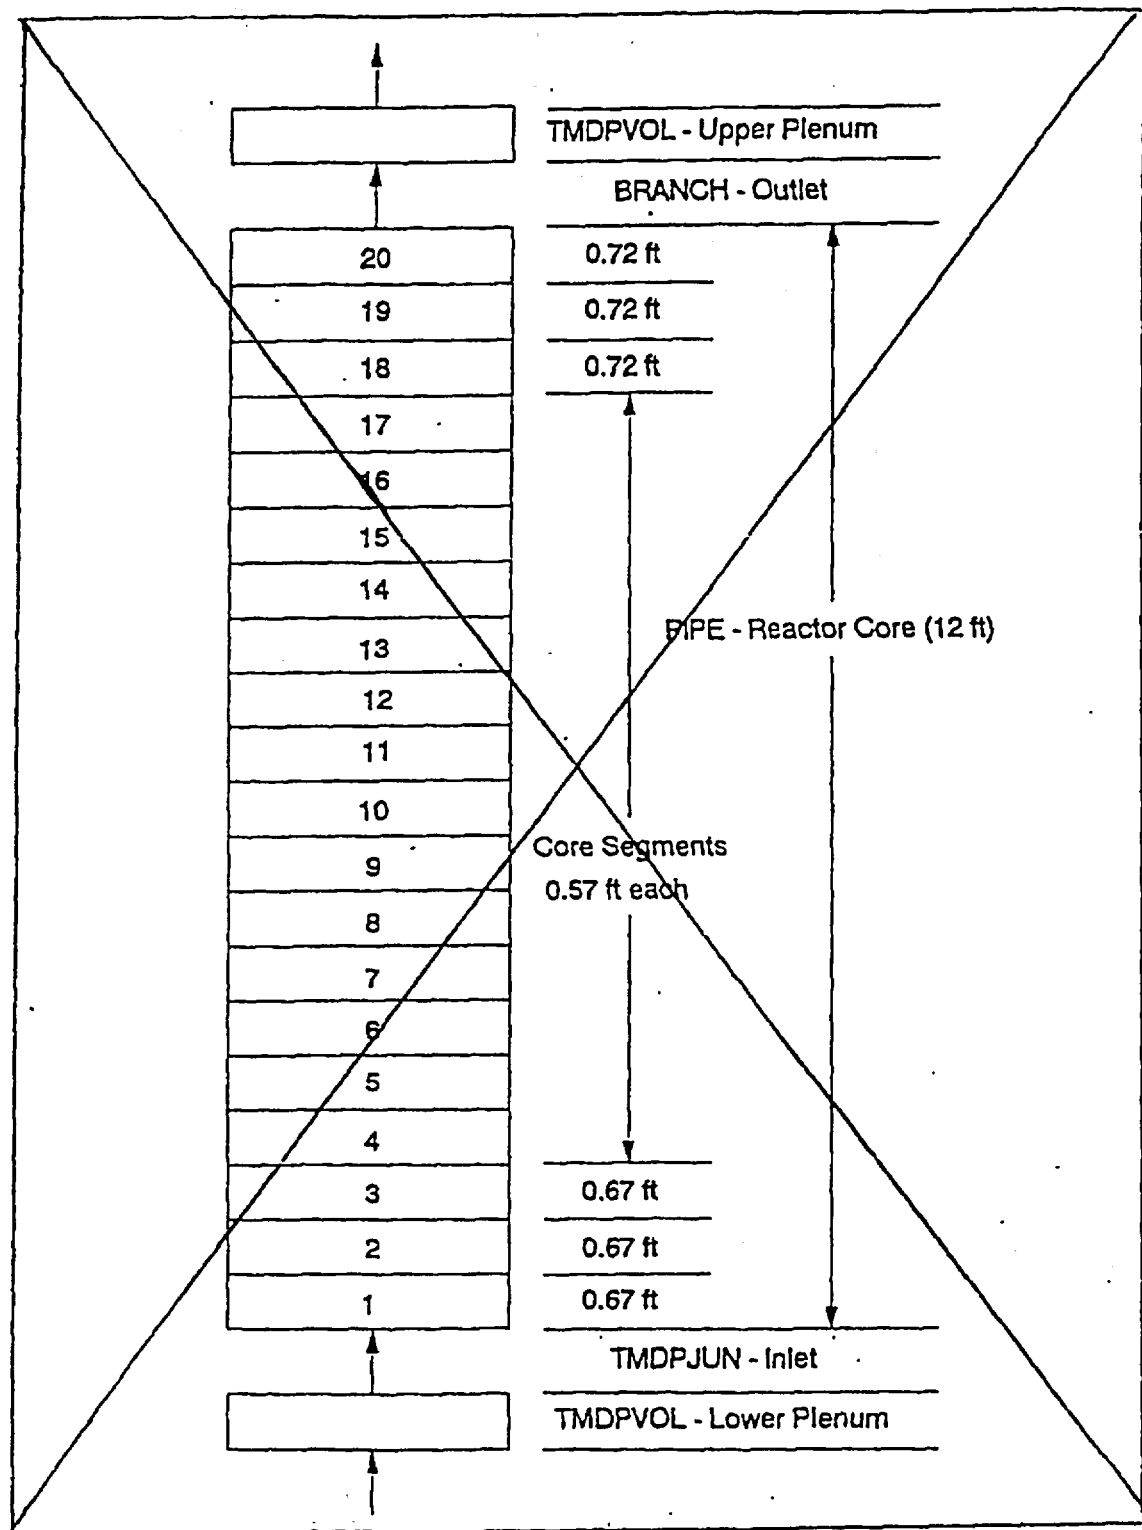 TMDPVOL - Upper Plenum
BRANCH - Outlet
20 0.72 ft
19 0.72 ft
18 0.72 ft
17
16
15
14
13
PIPE - Reactor Core (12 ft)
12
11
10
Core Segments
9
0.57 ft each
8
7
6
5
4
3 0.67 ft
2 0.67 ft
1 0.67 ft
TMDPJUN - Inlet
TMDPVOL - Lower Plenum